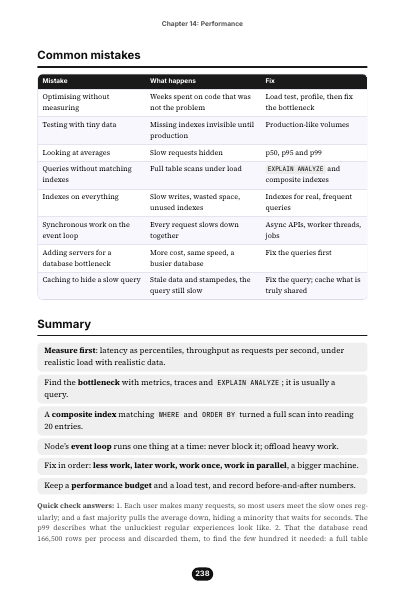 Chapter 14: Performance
Common mistakes
Mistake What happens Fix
Optimising without measuring Weeks spent on code that was not the problem Load test, profile, then fix the bottleneck
Testing with tiny data Missing indexes invisible until production Production-like volumes
Looking at averages Slow requests hidden p50, p95 and p99
Queries without matching indexes Full table scans under load EXPLAIN ANALYZE and composite indexes
Indexes on everything Slow writes, wasted space, unused indexes Indexes for real, frequent queries
Synchronous work on the event loop Every request slows down together Async APIs, worker threads, jobs
Adding servers for a database bottleneck More cost, same speed, a busier database Fix the queries first
Caching to hide a slow query Stale data and stampedes, the query still slow Fix the query; cache what is truly shared
Summary
Measure first: latency as percentiles, throughput as requests per second, under
realistic load with realistic data.
Find the bottleneck with metrics, traces and EXPLAIN ANALYZE ; it is usually a
query.
A composite index matching WHERE and ORDER BY turned a full scan into reading
20 entries.
Node's event loop runs one thing at a time: never block it; offload heavy work.
Fix in order: less work, later work, work once, work in parallel, a bigger machine.
Keep a performance budget and a load test, and record before-and-after numbers.
Quick check answers: 1. Each user makes many requests, so most users meet the slow ones reg-
ularly; and a fast majority pulls the average down, hiding a minority that waits for seconds. The
p99 describes what the unluckiest regular experiences look like. 2. That the database read
166,500 rows per process and discarded them, to find the few hundred it needed: a full table
238